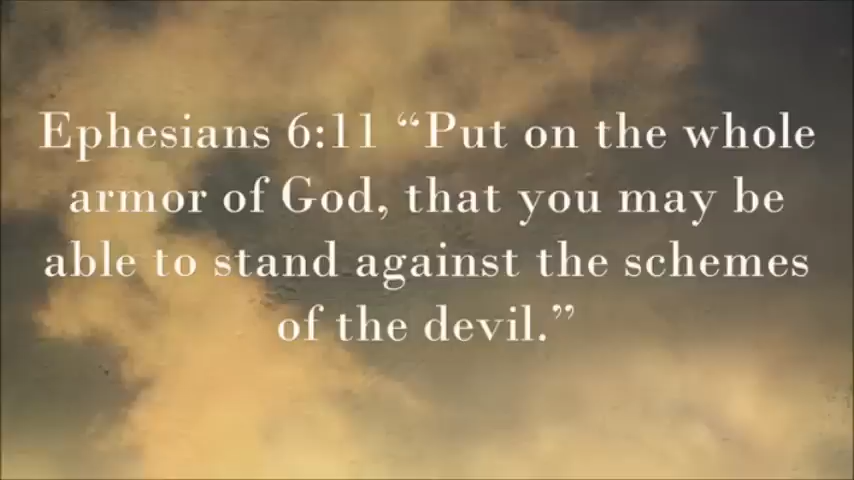 Ephesians 6:11 “Put on the whole
armor of God, that you may be
able to stand against the schemes
of the devil.”